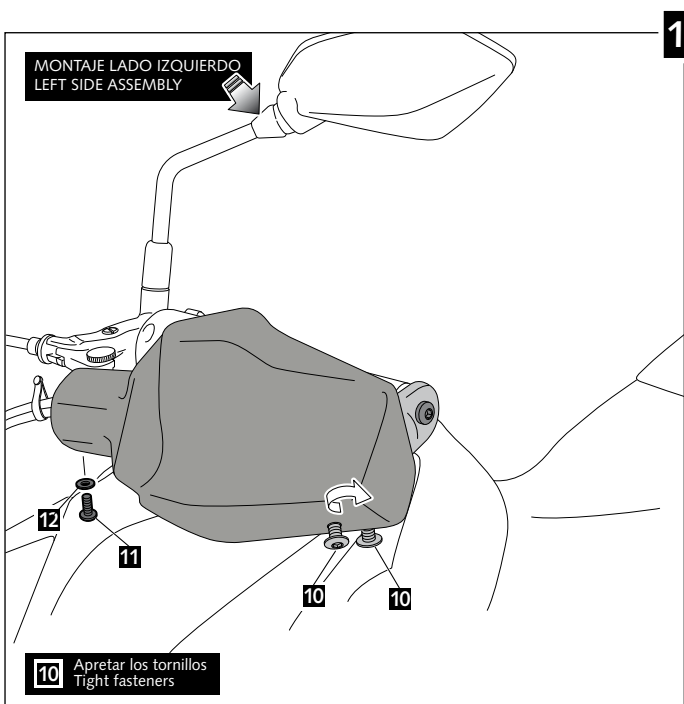 1
MONTAJE LADO IZQUIERDO
LEFT SIDE ASSEMBLY
12
11
10
10
10 Apretar los tornillos
Tight fasteners